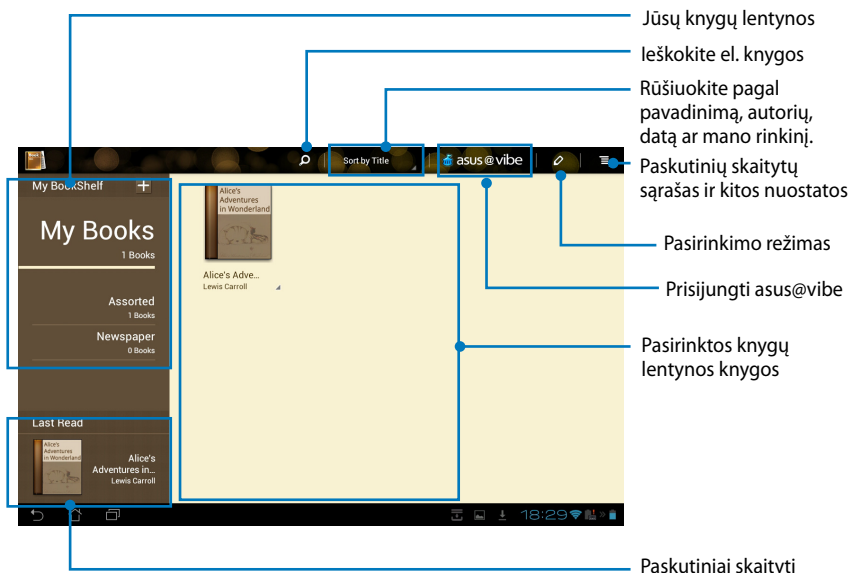 Jūsų knygų lentynos
Ieškokite el. knygos
Rūšiuokite pagal
pavadinimą, autorių,
datą ar mano rinkinį.
Paskutinių skaitytų
sąrašas ir kitos nuostatos
Pasirinkimo režimas
Prisijungti asus@vibe
Pasirinktos knygų
lentynos knygos
Paskutiniai skaityti
Sort by Title
asus@vibe
My BookShelf
My Books
1 Books
Assorted
1 Books
Newspaper
0 Books
Alice's
Adventures
in Wonderland
Alice's Adve...
Lewis Carroll
Last Read
Alice's
Adventures
in Wonderland
Alice's
Adventures in...
Lewis Carroll
18:29